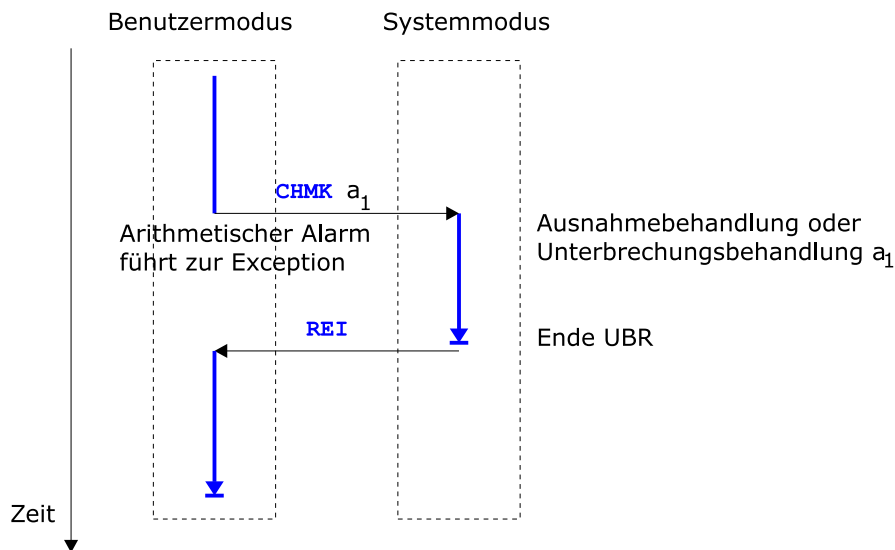 Benutzermodus
Systemmodus
CHMK a1
Arithmetischer Alarm
führt zur Exception
Ausnahmebehandlung oder
Unterbrechungsbehandlung a1
REI
Ende UBR
Zeit